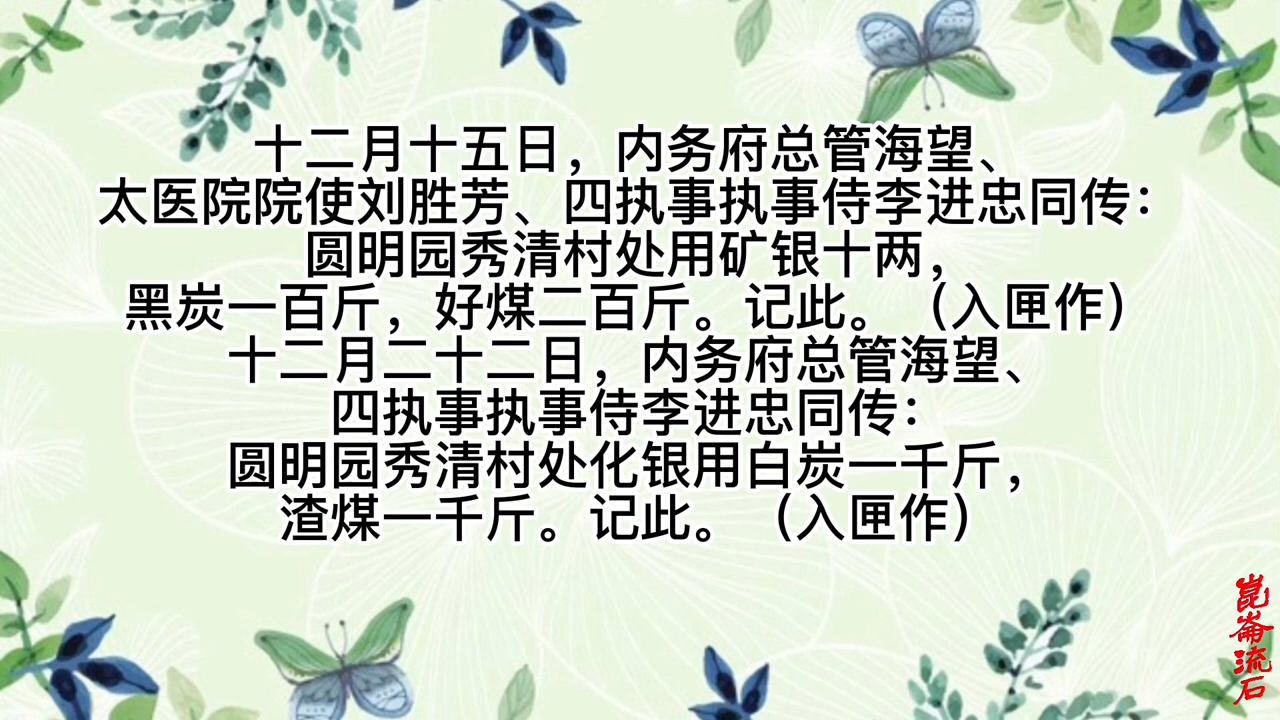 十二月十五日，内务府总管海望、
太医院院使刘胜芳、四执事执事侍李进忠同传：
圆明园秀清村处用矿银十两，
黑炭一百斤，好煤二百斤。记此。（入匣作）
十二月二十二日，内务府总管海望、
四执事执事侍李进忠同传：
圆明园秀清村处化银用白炭一千斤，
渣煤一千斤。记此。（入匣作）
崑崙流石